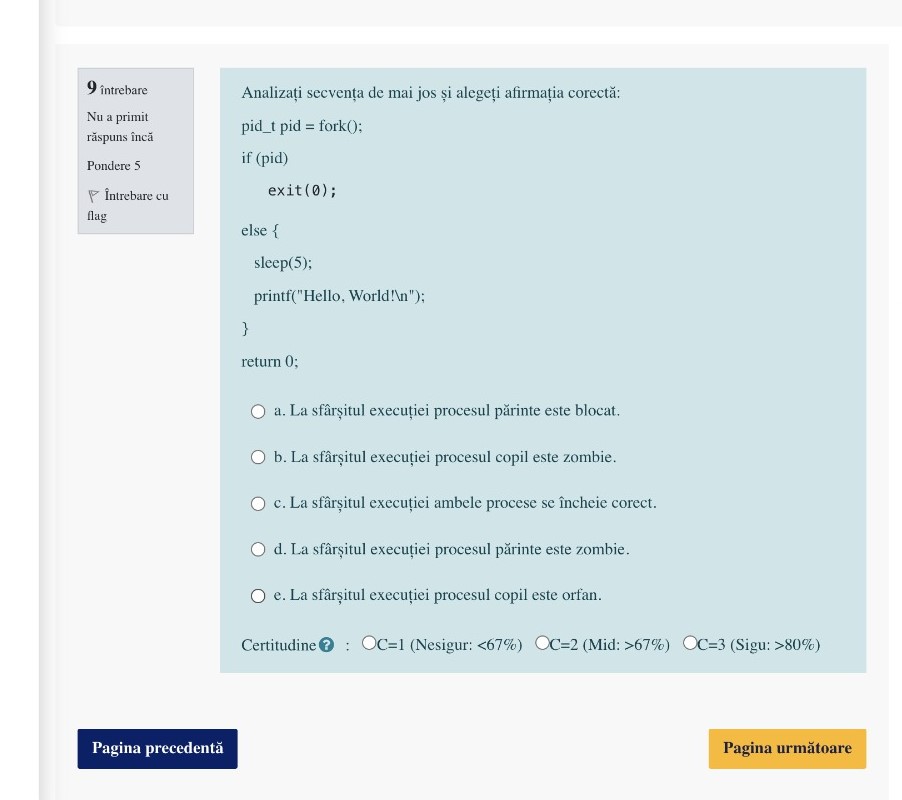 9 întrebare
Nu a primit
răspuns încă
Pondere 5
Întrebare cu
flag
Analizați secvența de mai jos și alegeți afirmația corectă:
pid_t pid = fork();
if (pid)
exit(0);
else {
sleep(5);
printf("Hello, World!\n");
}
return 0;
a. La sfârșitul execuției procesul părinte este blocat.
b. La sfârșitul execuției procesul copil este zombie.
c. La sfârșitul execuției ambele procese se încheie corect.
d. La sfârșitul execuției procesul părinte este zombie.
e. La sfârșitul execuției procesul copil este orfan.
Certitudine ? : C=1 (Nesigur: <67%) C=2 (Mid: >67%) C=3 (Sigu: >80%)
Pagina precedentă
Pagina următoare